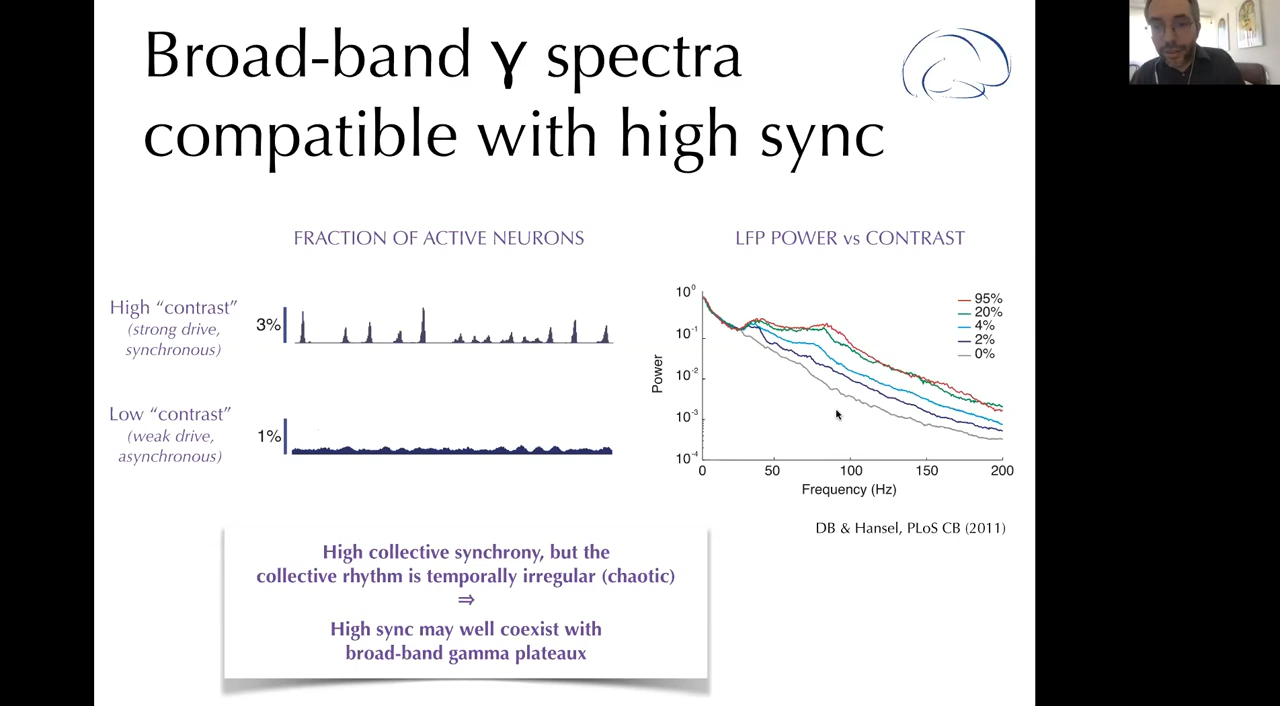 Broad-band γ spectra
compatible with high sync
FRACTION OF ACTIVE NEURONS
High “contrast”
(strong drive,
synchronous)
3%
Low “contrast”
(weak drive,
asynchronous)
1%
LFP POWER vs CONTRAST
10^0
10^-1
10^-2
10^-3
10^-4
Power
0 50 100 150 200
Frequency (Hz)
95%
20%
4%
2%
0%
DB & Hansel, PLoS CB (2011)
High collective synchrony, but the
collective rhythm is temporally irregular (chaotic)
⇒
High sync may well coexist with
broad-band gamma plateaux